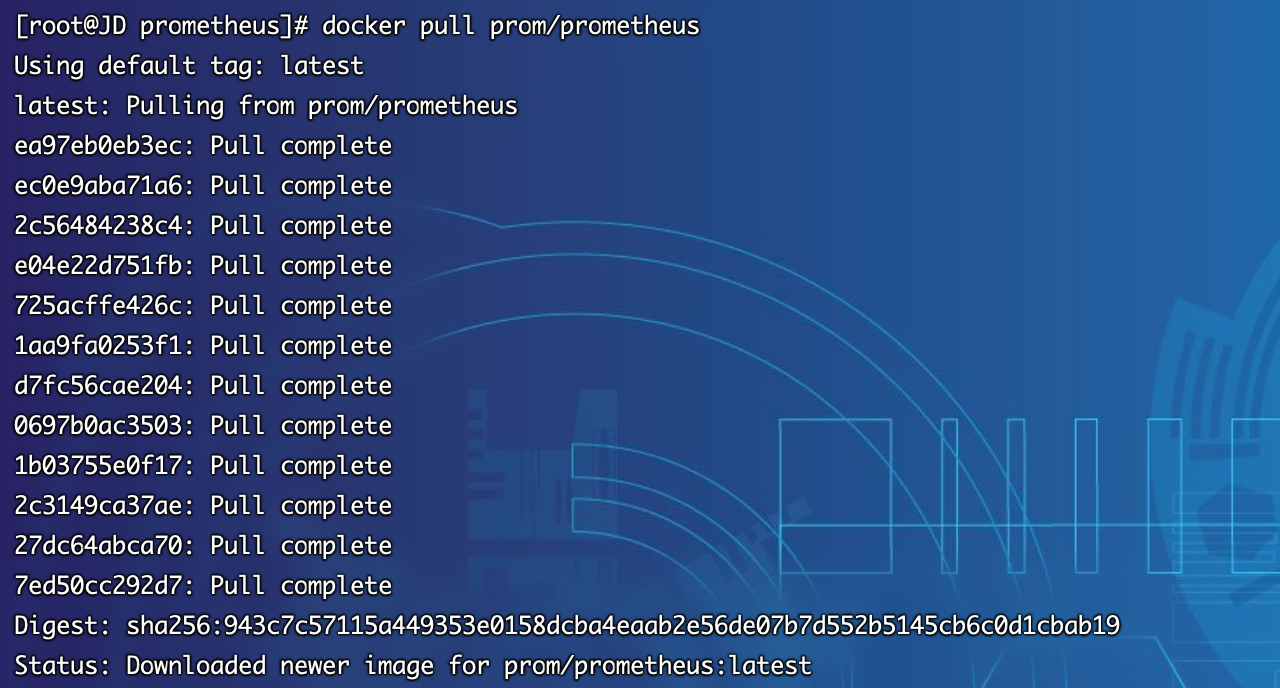 [root@JD prometheus]# docker pull prom/prometheus
Using default tag: latest
latest: Pulling from prom/prometheus
ea97eb0eb3ec: Pull complete
ec0e9aba71a6: Pull complete
2c56484238c4: Pull complete
e04e22d751fb: Pull complete
725acffe426c: Pull complete
1aa9fa0253f1: Pull complete
d7fc56cae204: Pull complete
0697b0ac3503: Pull complete
1b03755e0f17: Pull complete
2c3149ca37ae: Pull complete
27dc64abca70: Pull complete
7ed50cc292d7: Pull complete
Digest: sha256:943c7c57115a449353e0158dcba4eaab2e56de07b7d552b5145cb6c0d1cbab19
Status: Downloaded newer image for prom/prometheus:latest